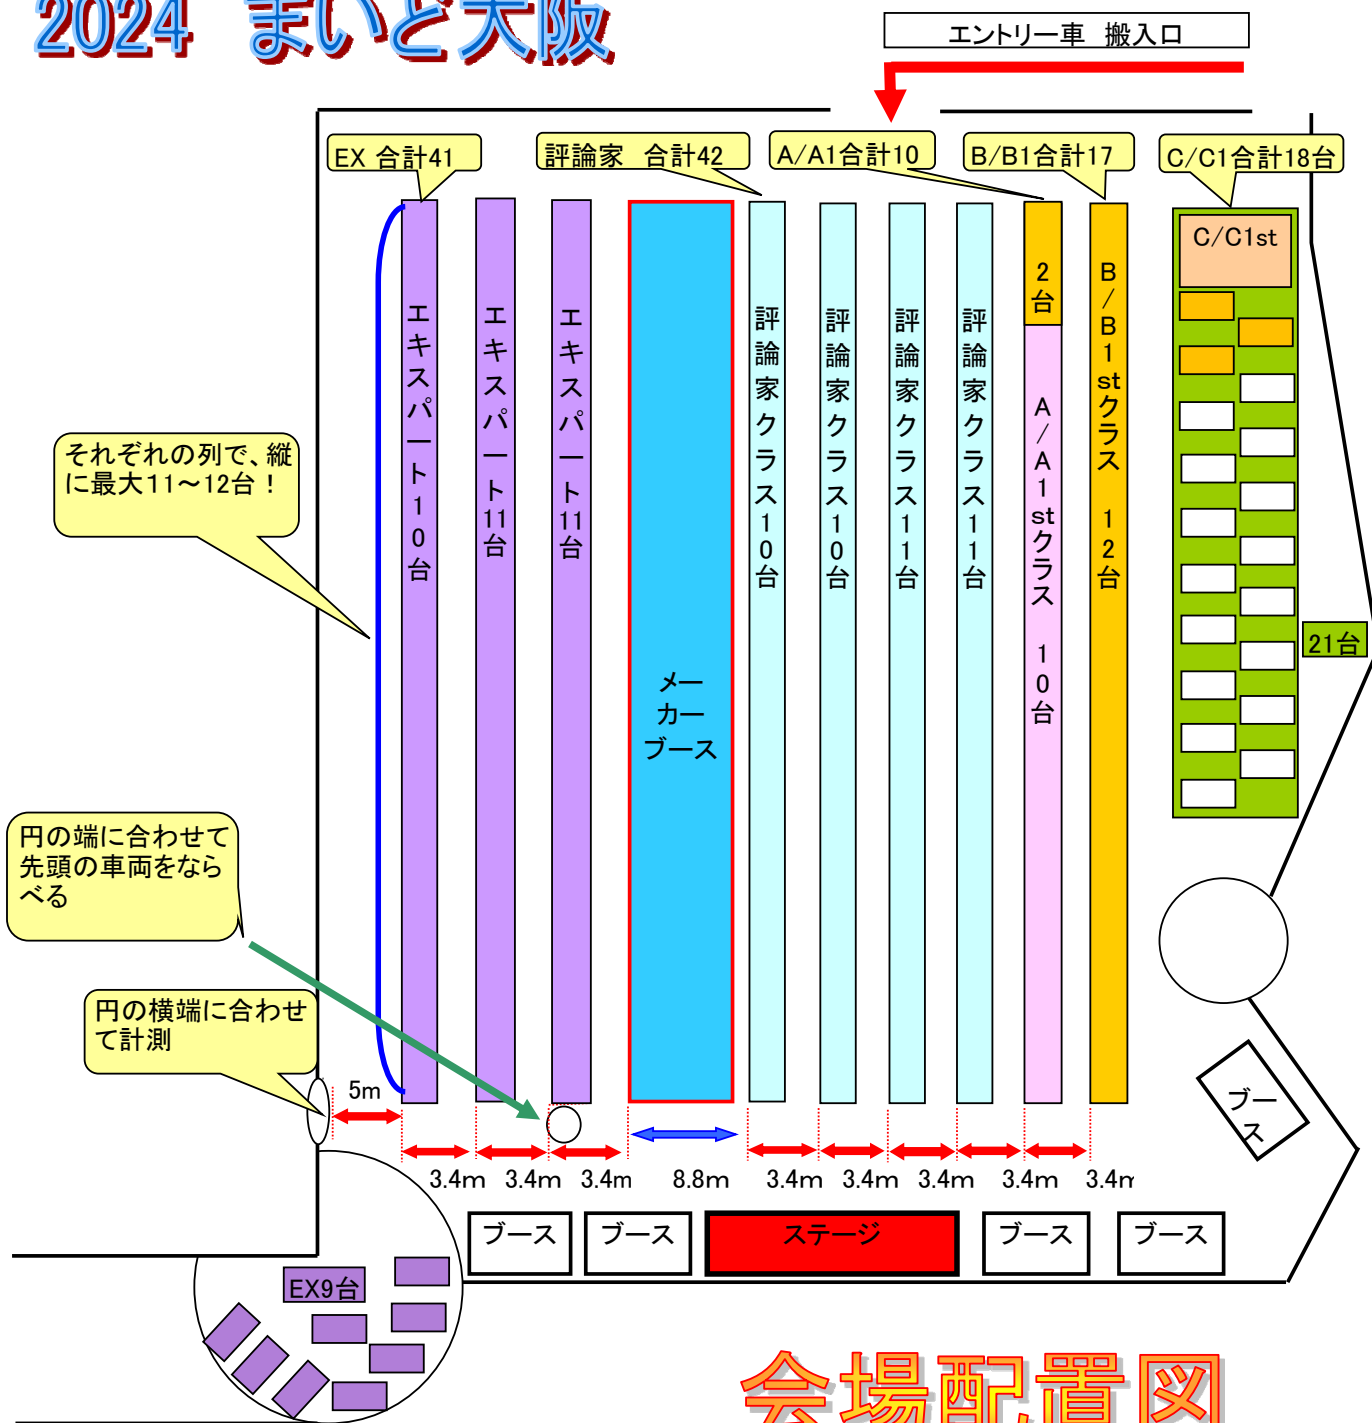 2024　まいど大阪
エントリー車　搬入口
EX 合計41
評論家　合計42
A/A1合計10
B/B1合計17
C/C1合計18台
C/C1st
エキスパート10台
エキスパート11台
エキスパート11台
メー
カー
ブース
評論家クラス10台
評論家クラス10台
評論家クラス11台
評論家クラス11台
2台
A/A1stクラス　10台
B/B1stクラス　12台
21台
それぞれの列で、縦
に最大11～12台！
円の端に合わせて
先頭の車両をなら
べる
円の横端に合わせ
て計測
5m
3.4m 3.4m 3.4m 8.8m 3.4m 3.4m 3.4m 3.4m 3.4m
ブー
ス
ブース
ブース
ステージ
ブース
ブース
EX9台
会場配置図